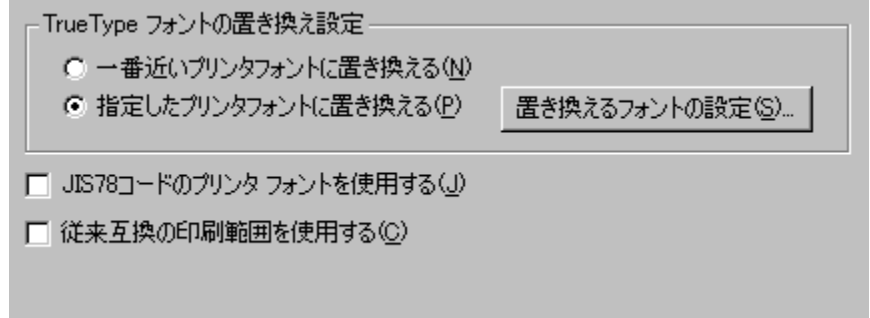 TrueType フォントの置き換え設定
一番近いプリンタフォントに置き換える(N)
指定したプリンタフォントに置き換える(P) 置き換えるフォントの設定(S)...
JIS78コードのプリンタ フォントを使用する(J)
従来互換の印刷範囲を使用する(C)